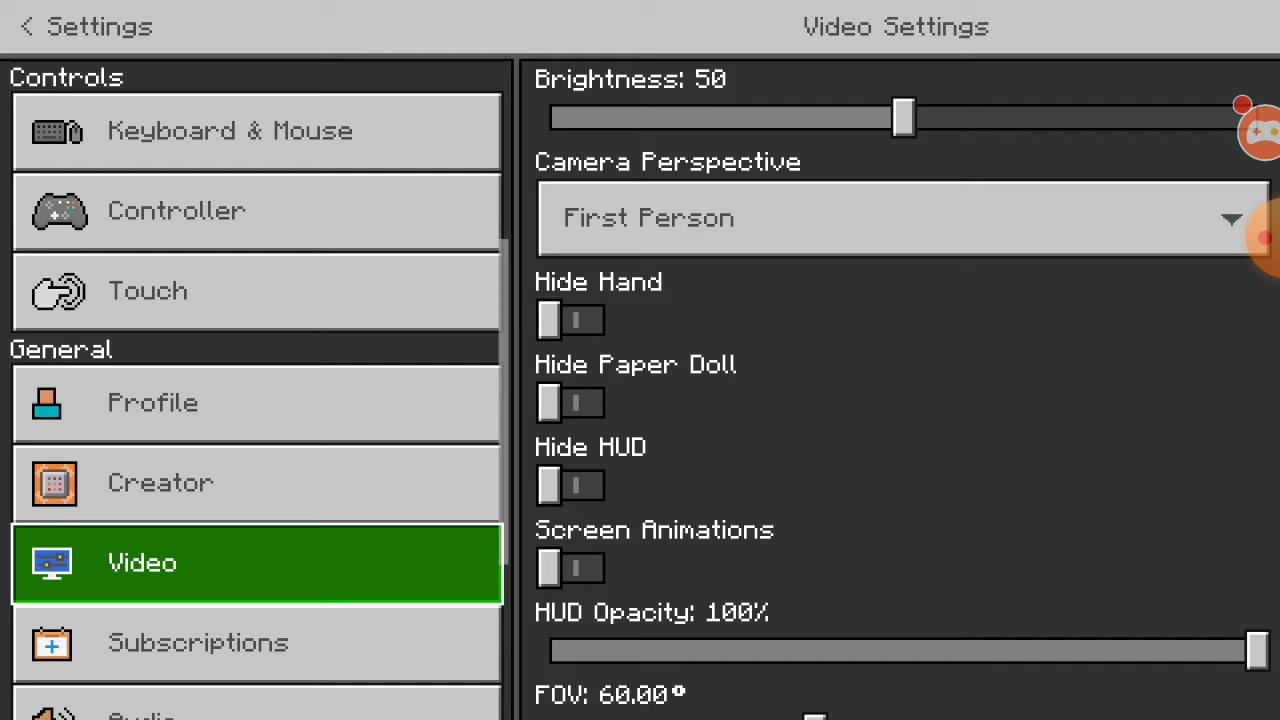 Settings
Video Settings
Controls
Keyboard & Mouse
Controller
Touch
General
Profile
Creator
Video
Subscriptions
Audio
Brightness: 50
Camera Perspective
First Person
Hide Hand
Hide Paper Doll
Hide HUD
Screen Animations
HUD Opacity: 100%
FOV: 60.00°